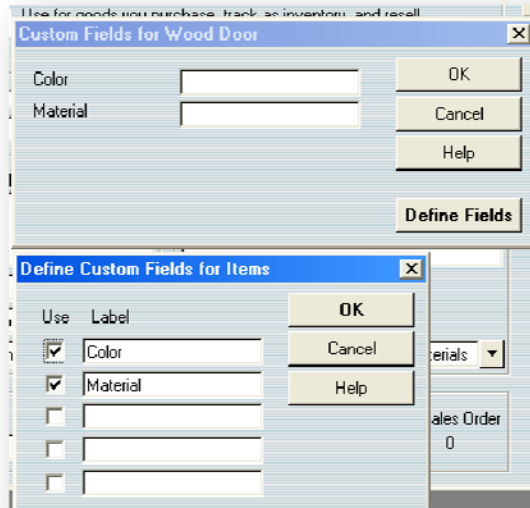 Use for goods you purchase, track as inventory, and resell
Custom Fields for Wood Door
Color
Material
OK
Cancel
Help
Define Fields
Define Custom Fields for Items
Use Label
Color
Material
OK
Cancel
Help
erials
ales Order
0